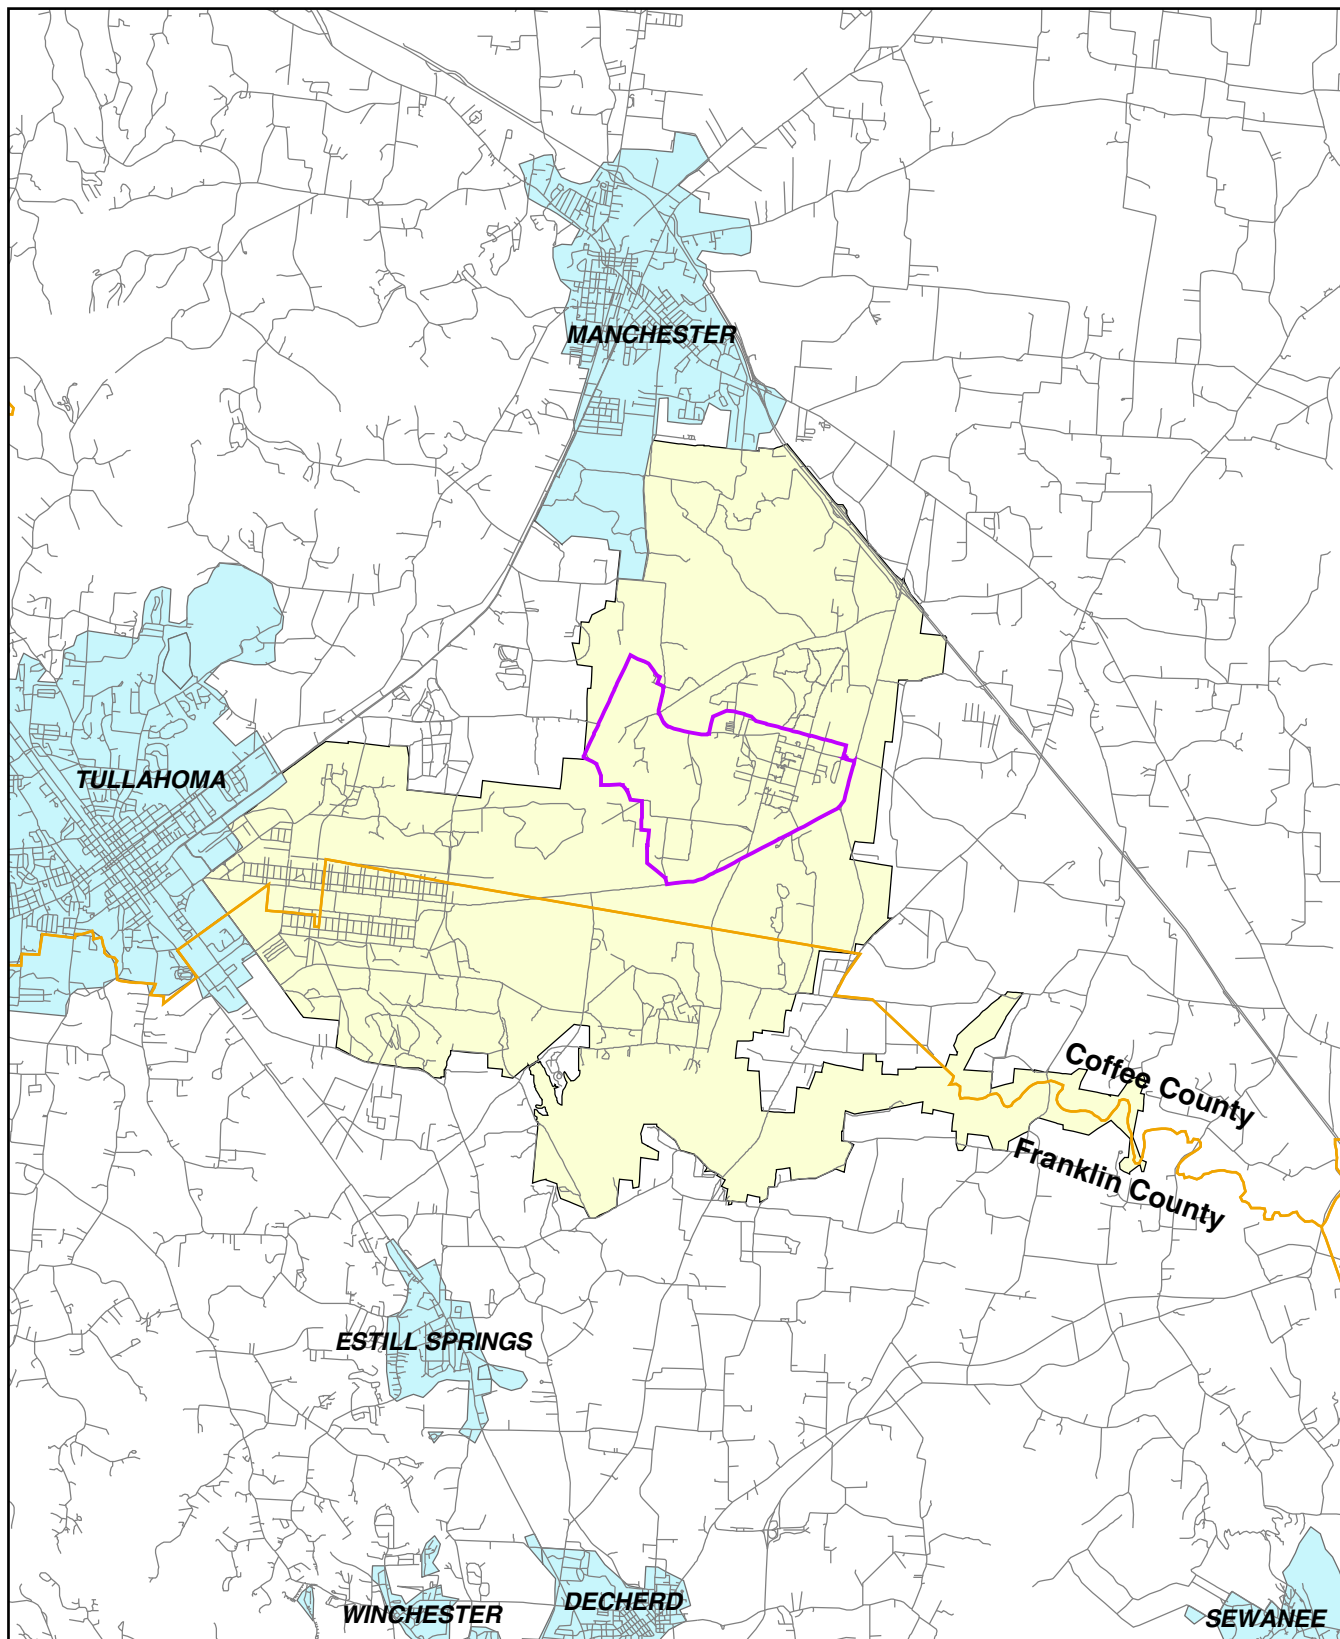 MANCHESTER
TULLAHOMA
Coffee County
Franklin County
ESTILL SPRINGS
WINCHESTER
DECHERD
SEWANEE